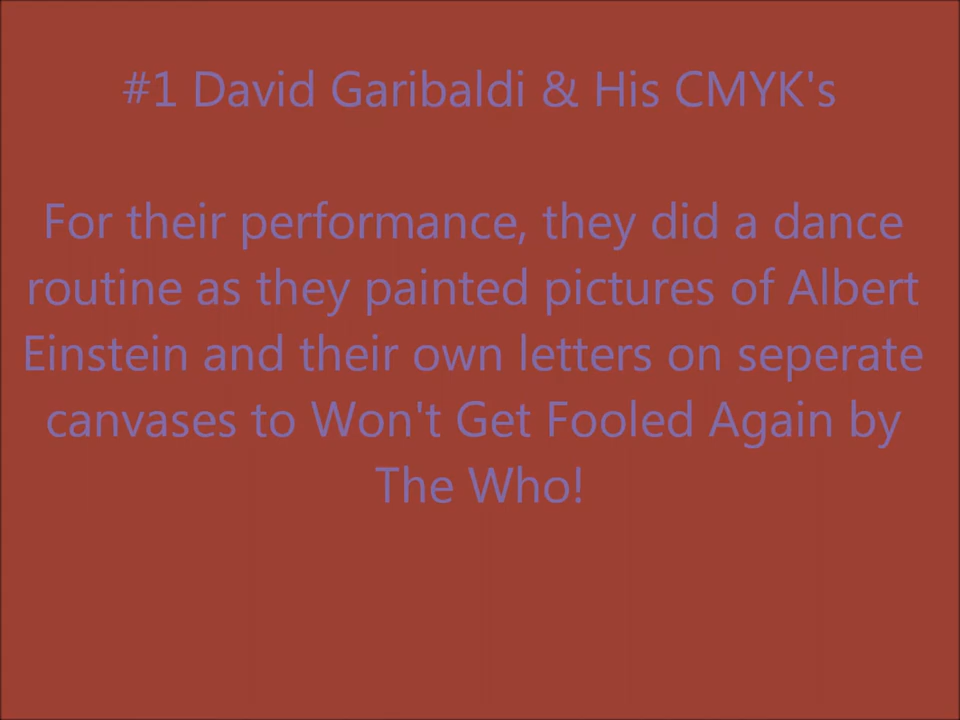 #1 David Garibaldi & His CMYK's
For their performance, they did a dance
routine as they painted pictures of Albert
Einstein and their own letters on seperate
canvases to Won't Get Fooled Again by
The Who!